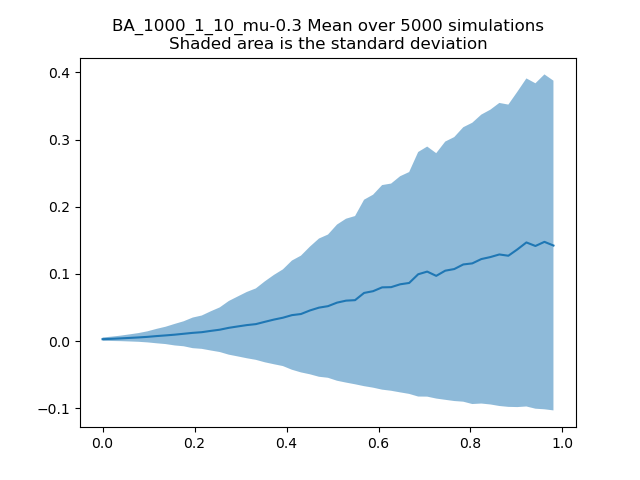 BA_1000_1_10_mu-0.3 Mean over 5000 simulations
Shaded area is the standard deviation
0.4
0.3
0.2
0.1
0.0
−0.1
0.0 0.2 0.4 0.6 0.8 1.0